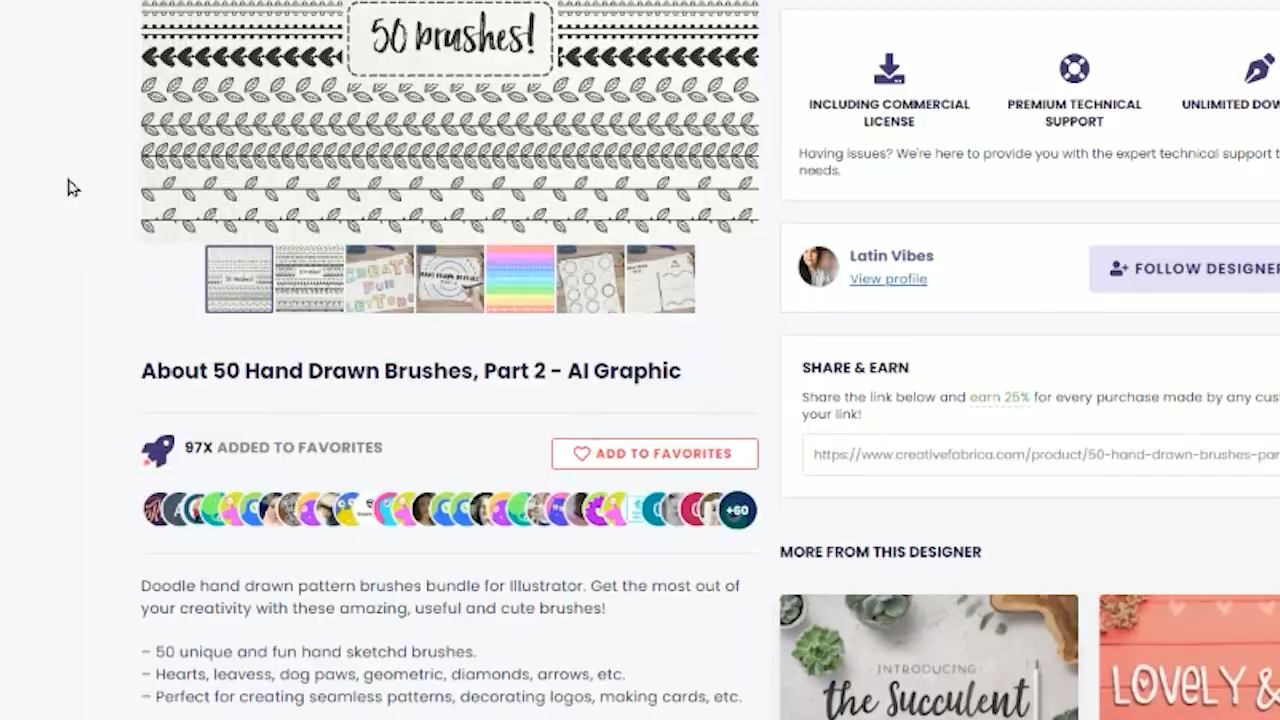 50 brushes!
INCLUDING COMMERCIAL
LICENSE
PREMIUM TECHNICAL
SUPPORT
UNLIMITED DOW
Having issues? We're here to provide you with the expert technical support t
needs.
Latin Vibes
View profile
FOLLOW DESIGNER
SHARE & EARN
Share the link below and earn 25% for every purchase made by any cus
your link!
https://www.creativefabrica.com/product/50-hand-drawn-brushes-par
About 50 Hand Drawn Brushes, Part 2 - AI Graphic
97X ADDED TO FAVORITES
ADD TO FAVORITES
+60
Doodle hand drawn pattern brushes bundle for Illustrator. Get the most out of
your creativity with these amazing, useful and cute brushes!
– 50 unique and fun hand sketchd brushes.
– Hearts, leavess, dog paws, geometric, diamonds, arrows, etc.
– Perfect for creating seamless patterns, decorating logos, making cards, etc.
MORE FROM THIS DESIGNER
INTRODUCING
the Succulent
LOVELY &